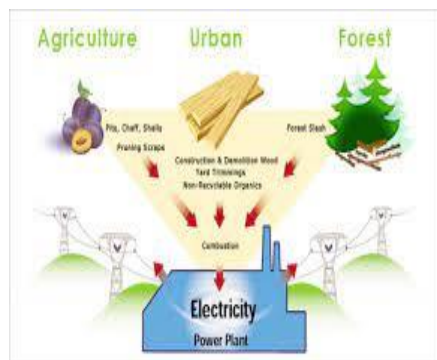 Agriculture
Urban
Forest
Pits, Chaff, Shells
Pruning Scraps
Construction & Demolition Wood
Yard Trimmings
Non-Recyclable Organics
Forest Slash
Combustion
Electricity
Power Plant